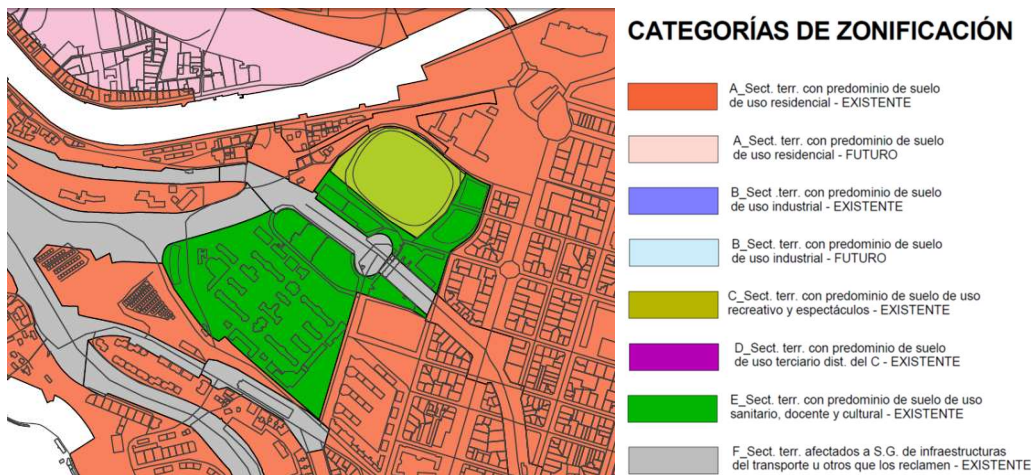 CATEGORÍAS DE ZONIFICACIÓN
A_Sect. terr. con predominio de suelo
de uso residencial - EXISTENTE
A_Sect. terr. con predominio de suelo
de uso residencial - FUTURO
B_Sect .terr. con predominio de suelo
de uso industrial - EXISTENTE
B_Sect. terr. con predominio de suelo
de uso industrial - FUTURO
C_Sect. terr. con predominio de suelo de uso
recreativo y espectáculos - EXISTENTE
D_Sect. terr. con predominio de suelo
de uso terciario dist. del C - EXISTENTE
E_Sect. terr. con predominio de suelo de uso
sanitario, docente y cultural - EXISTENTE
F_Sect. terr. afectados a S.G. de infraestructuras
del transporte u otros que los reclamen - EXISTENTE